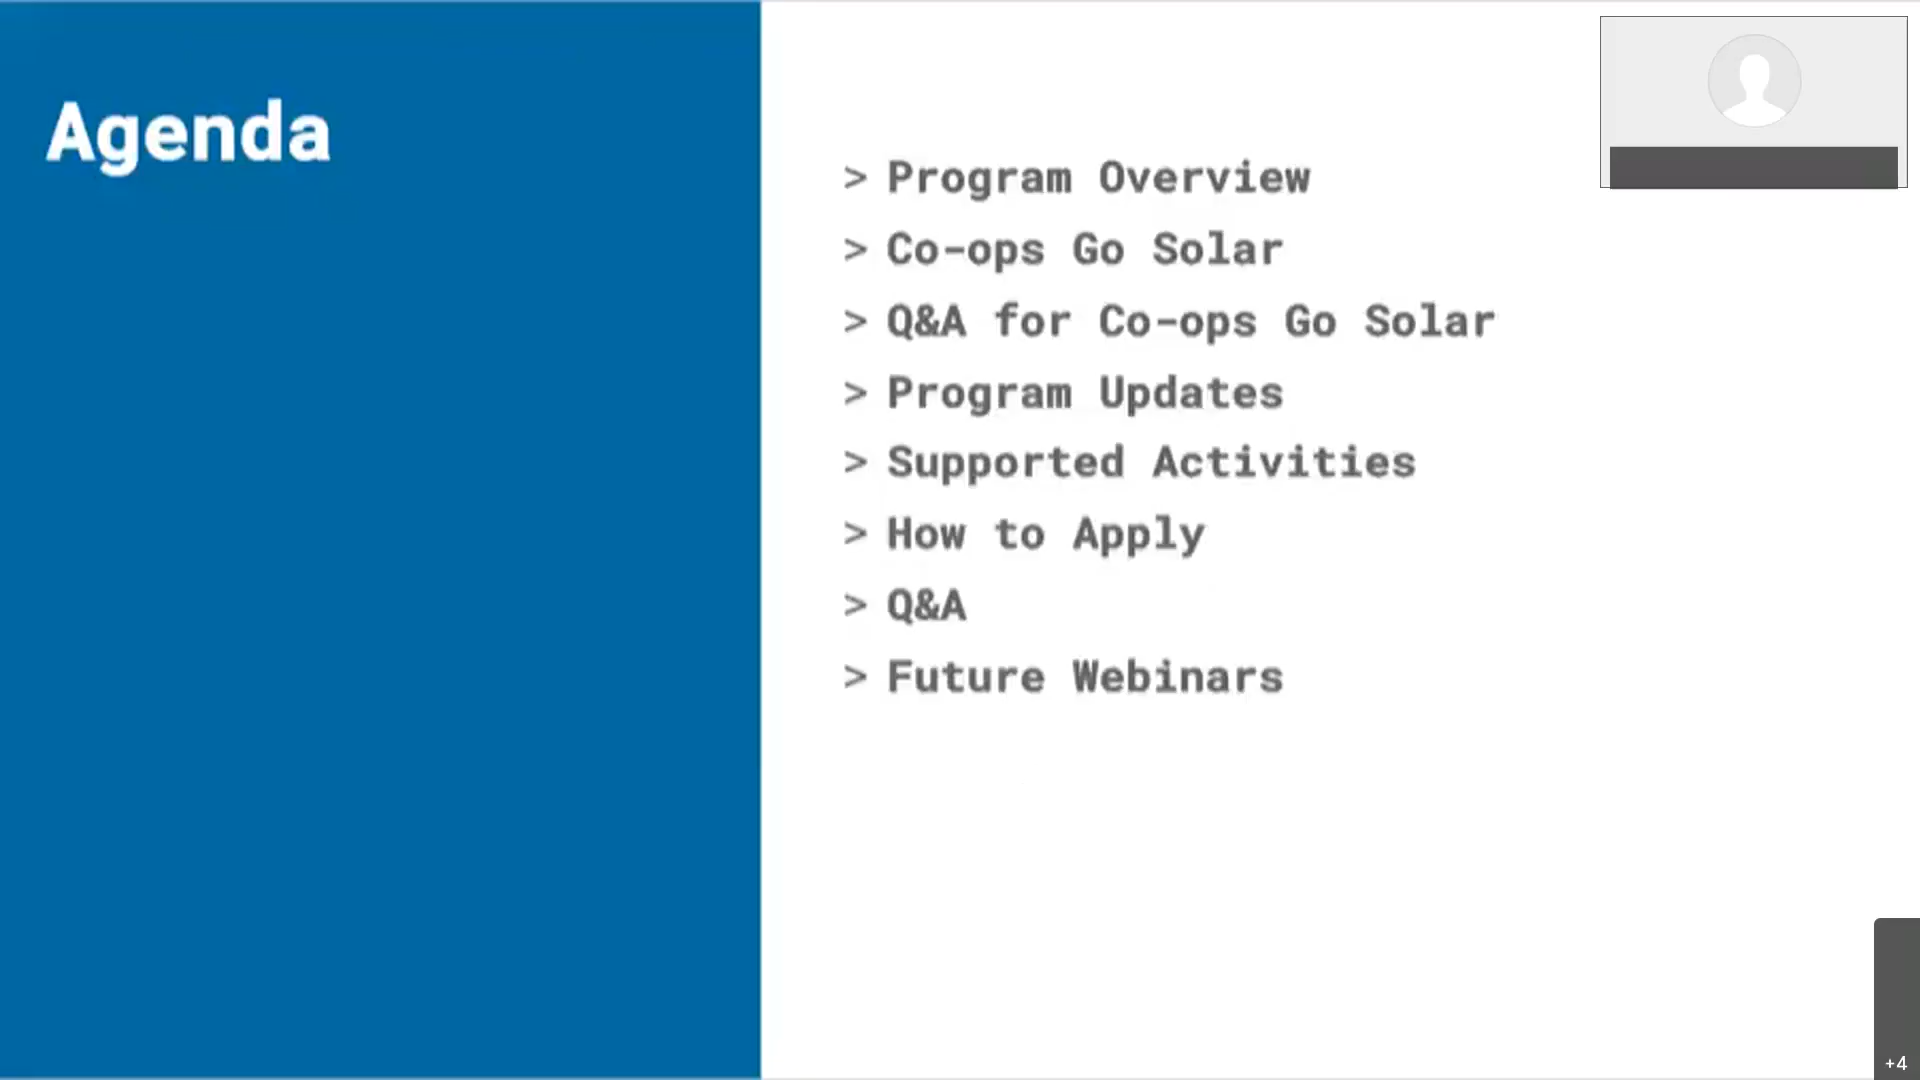 Agenda
> Program Overview
> Co-ops Go Solar
> Q&A for Co-ops Go Solar
> Program Updates
> Supported Activities
> How to Apply
> Q&A
> Future Webinars
+4